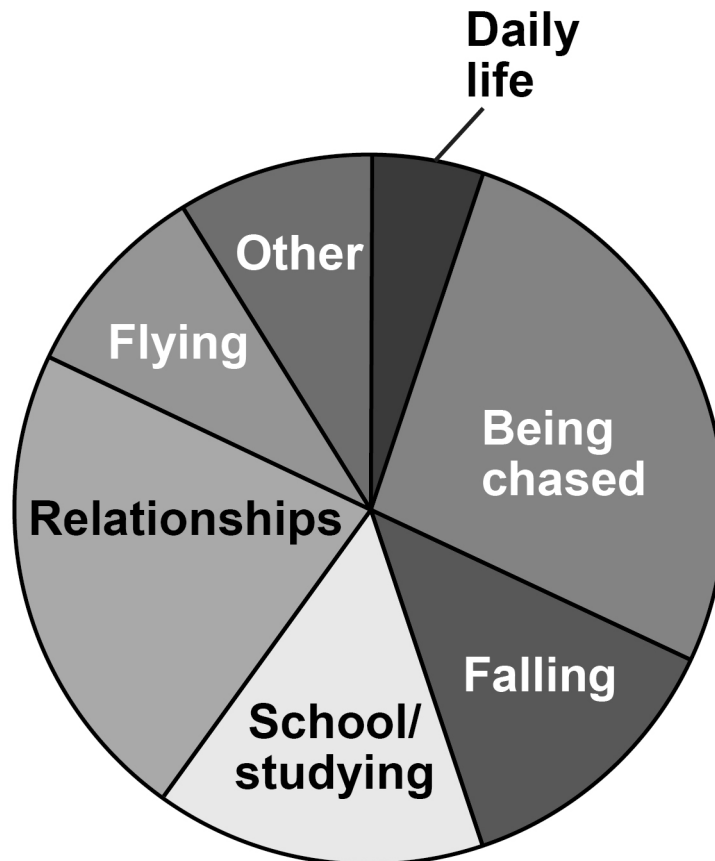 Daily
life
Other
Flying
Being
chased
Relationships
Falling
School/
studying